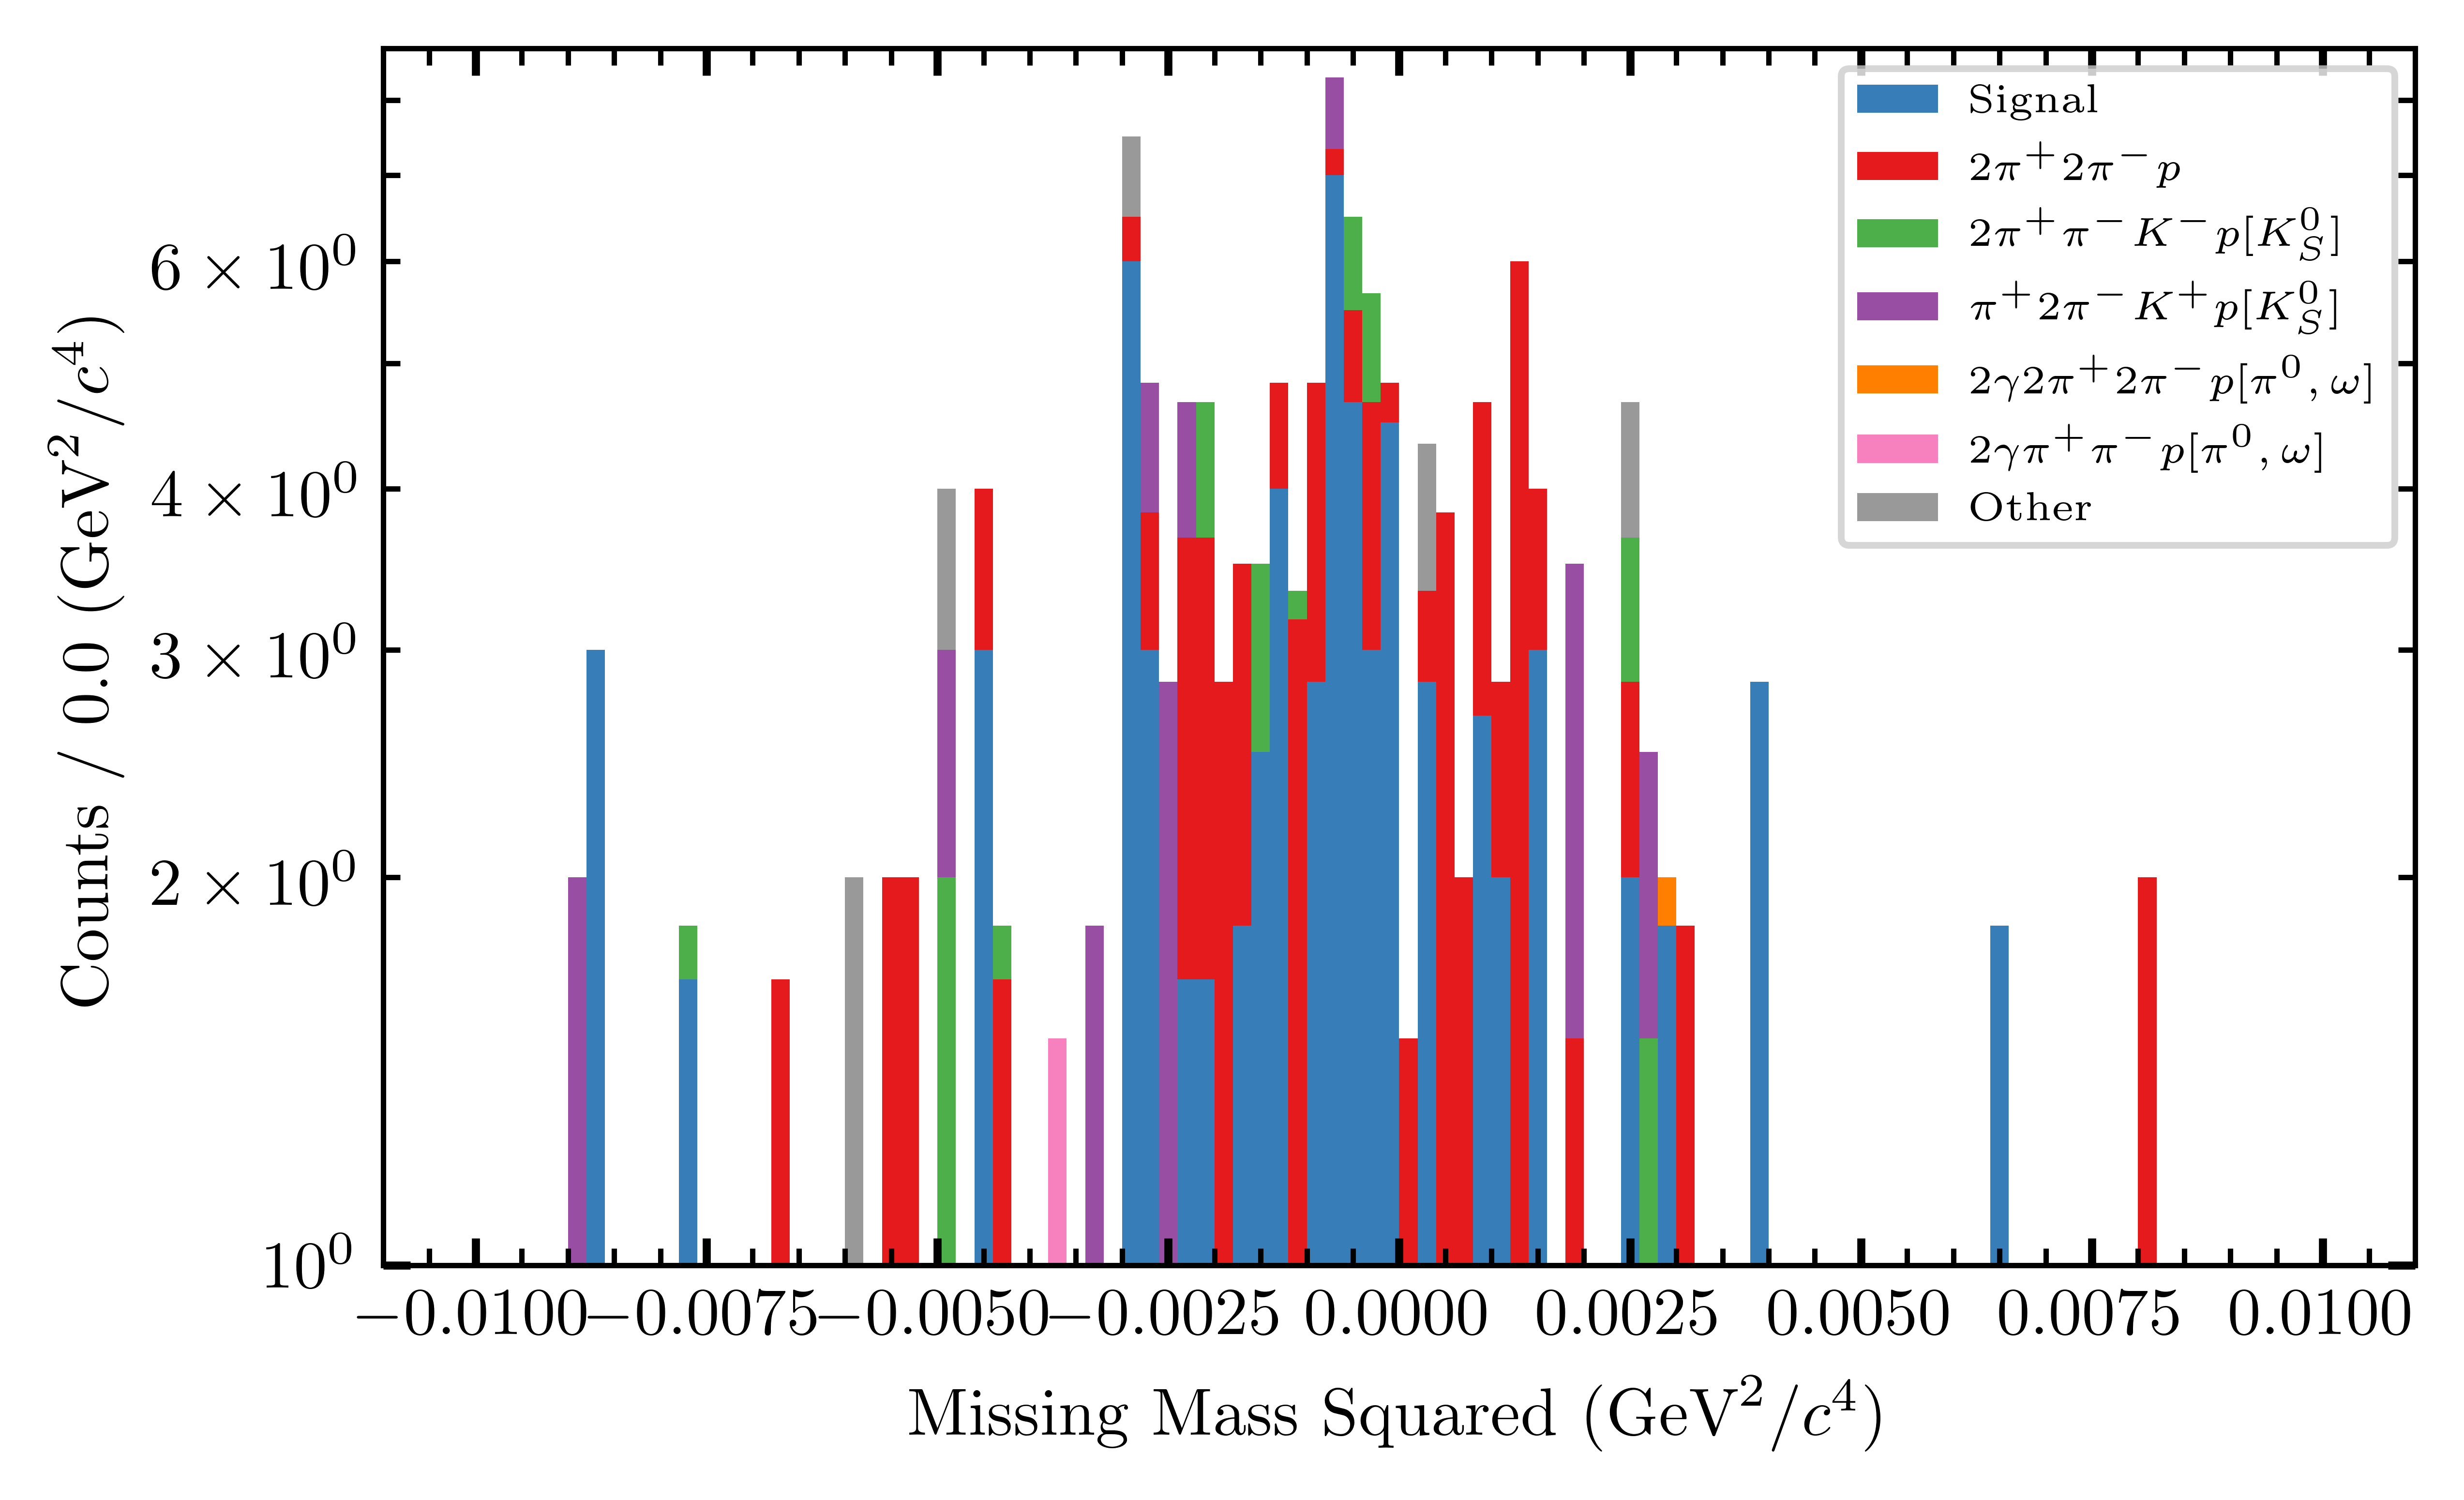 Counts / 0.0 (GeV²/c⁴)
6 × 10⁰
4 × 10⁰
3 × 10⁰
2 × 10⁰
10⁰
Signal
2π⁺2π⁻p
2π⁺π⁻K⁻p[K⁰_S]
π⁺2π⁻K⁺p[K⁰_S]
2γ2π⁺2π⁻p[π⁰, ω]
2γπ⁺π⁻p[π⁰, ω]
Other
−0.0100 −0.0075 −0.0050 −0.0025 0.0000 0.0025 0.0050 0.0075 0.0100
Missing Mass Squared (GeV²/c⁴)